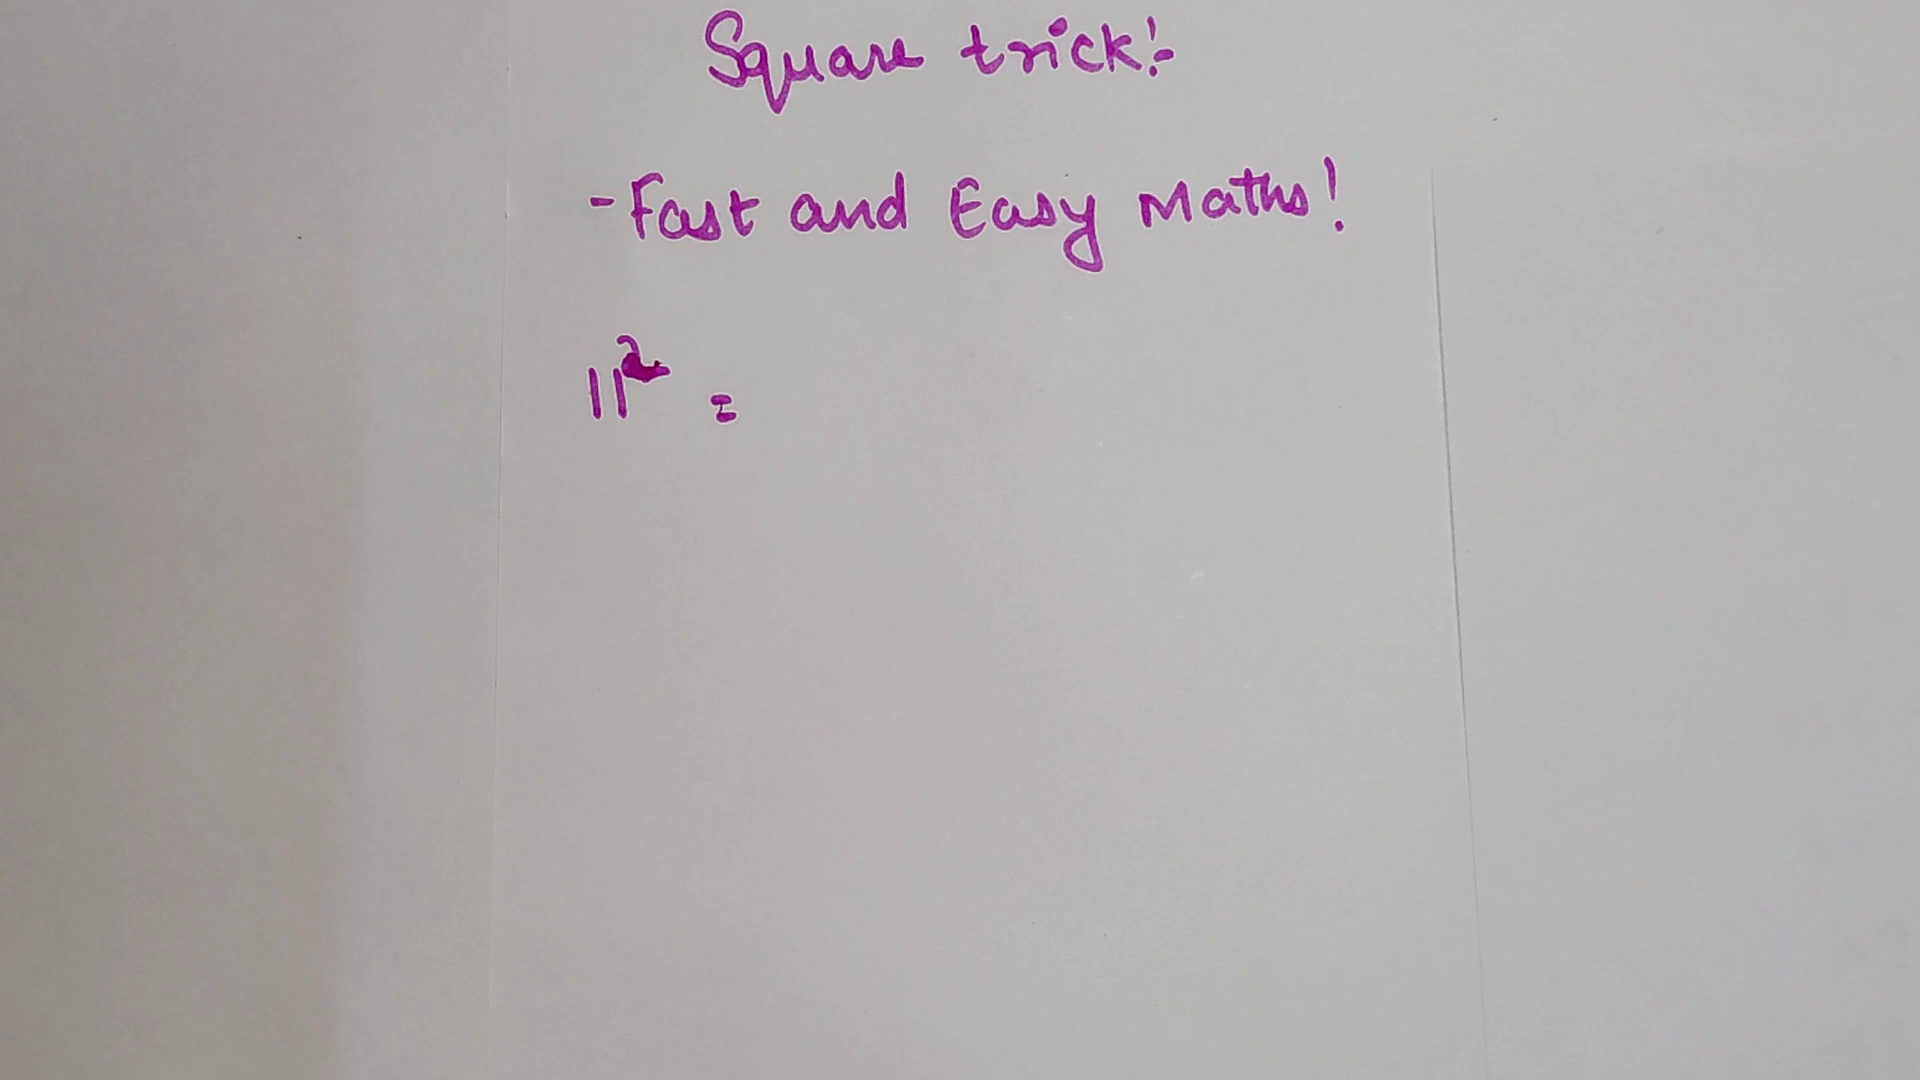 Square trick:-
- Fast and Easy Maths!
11² =